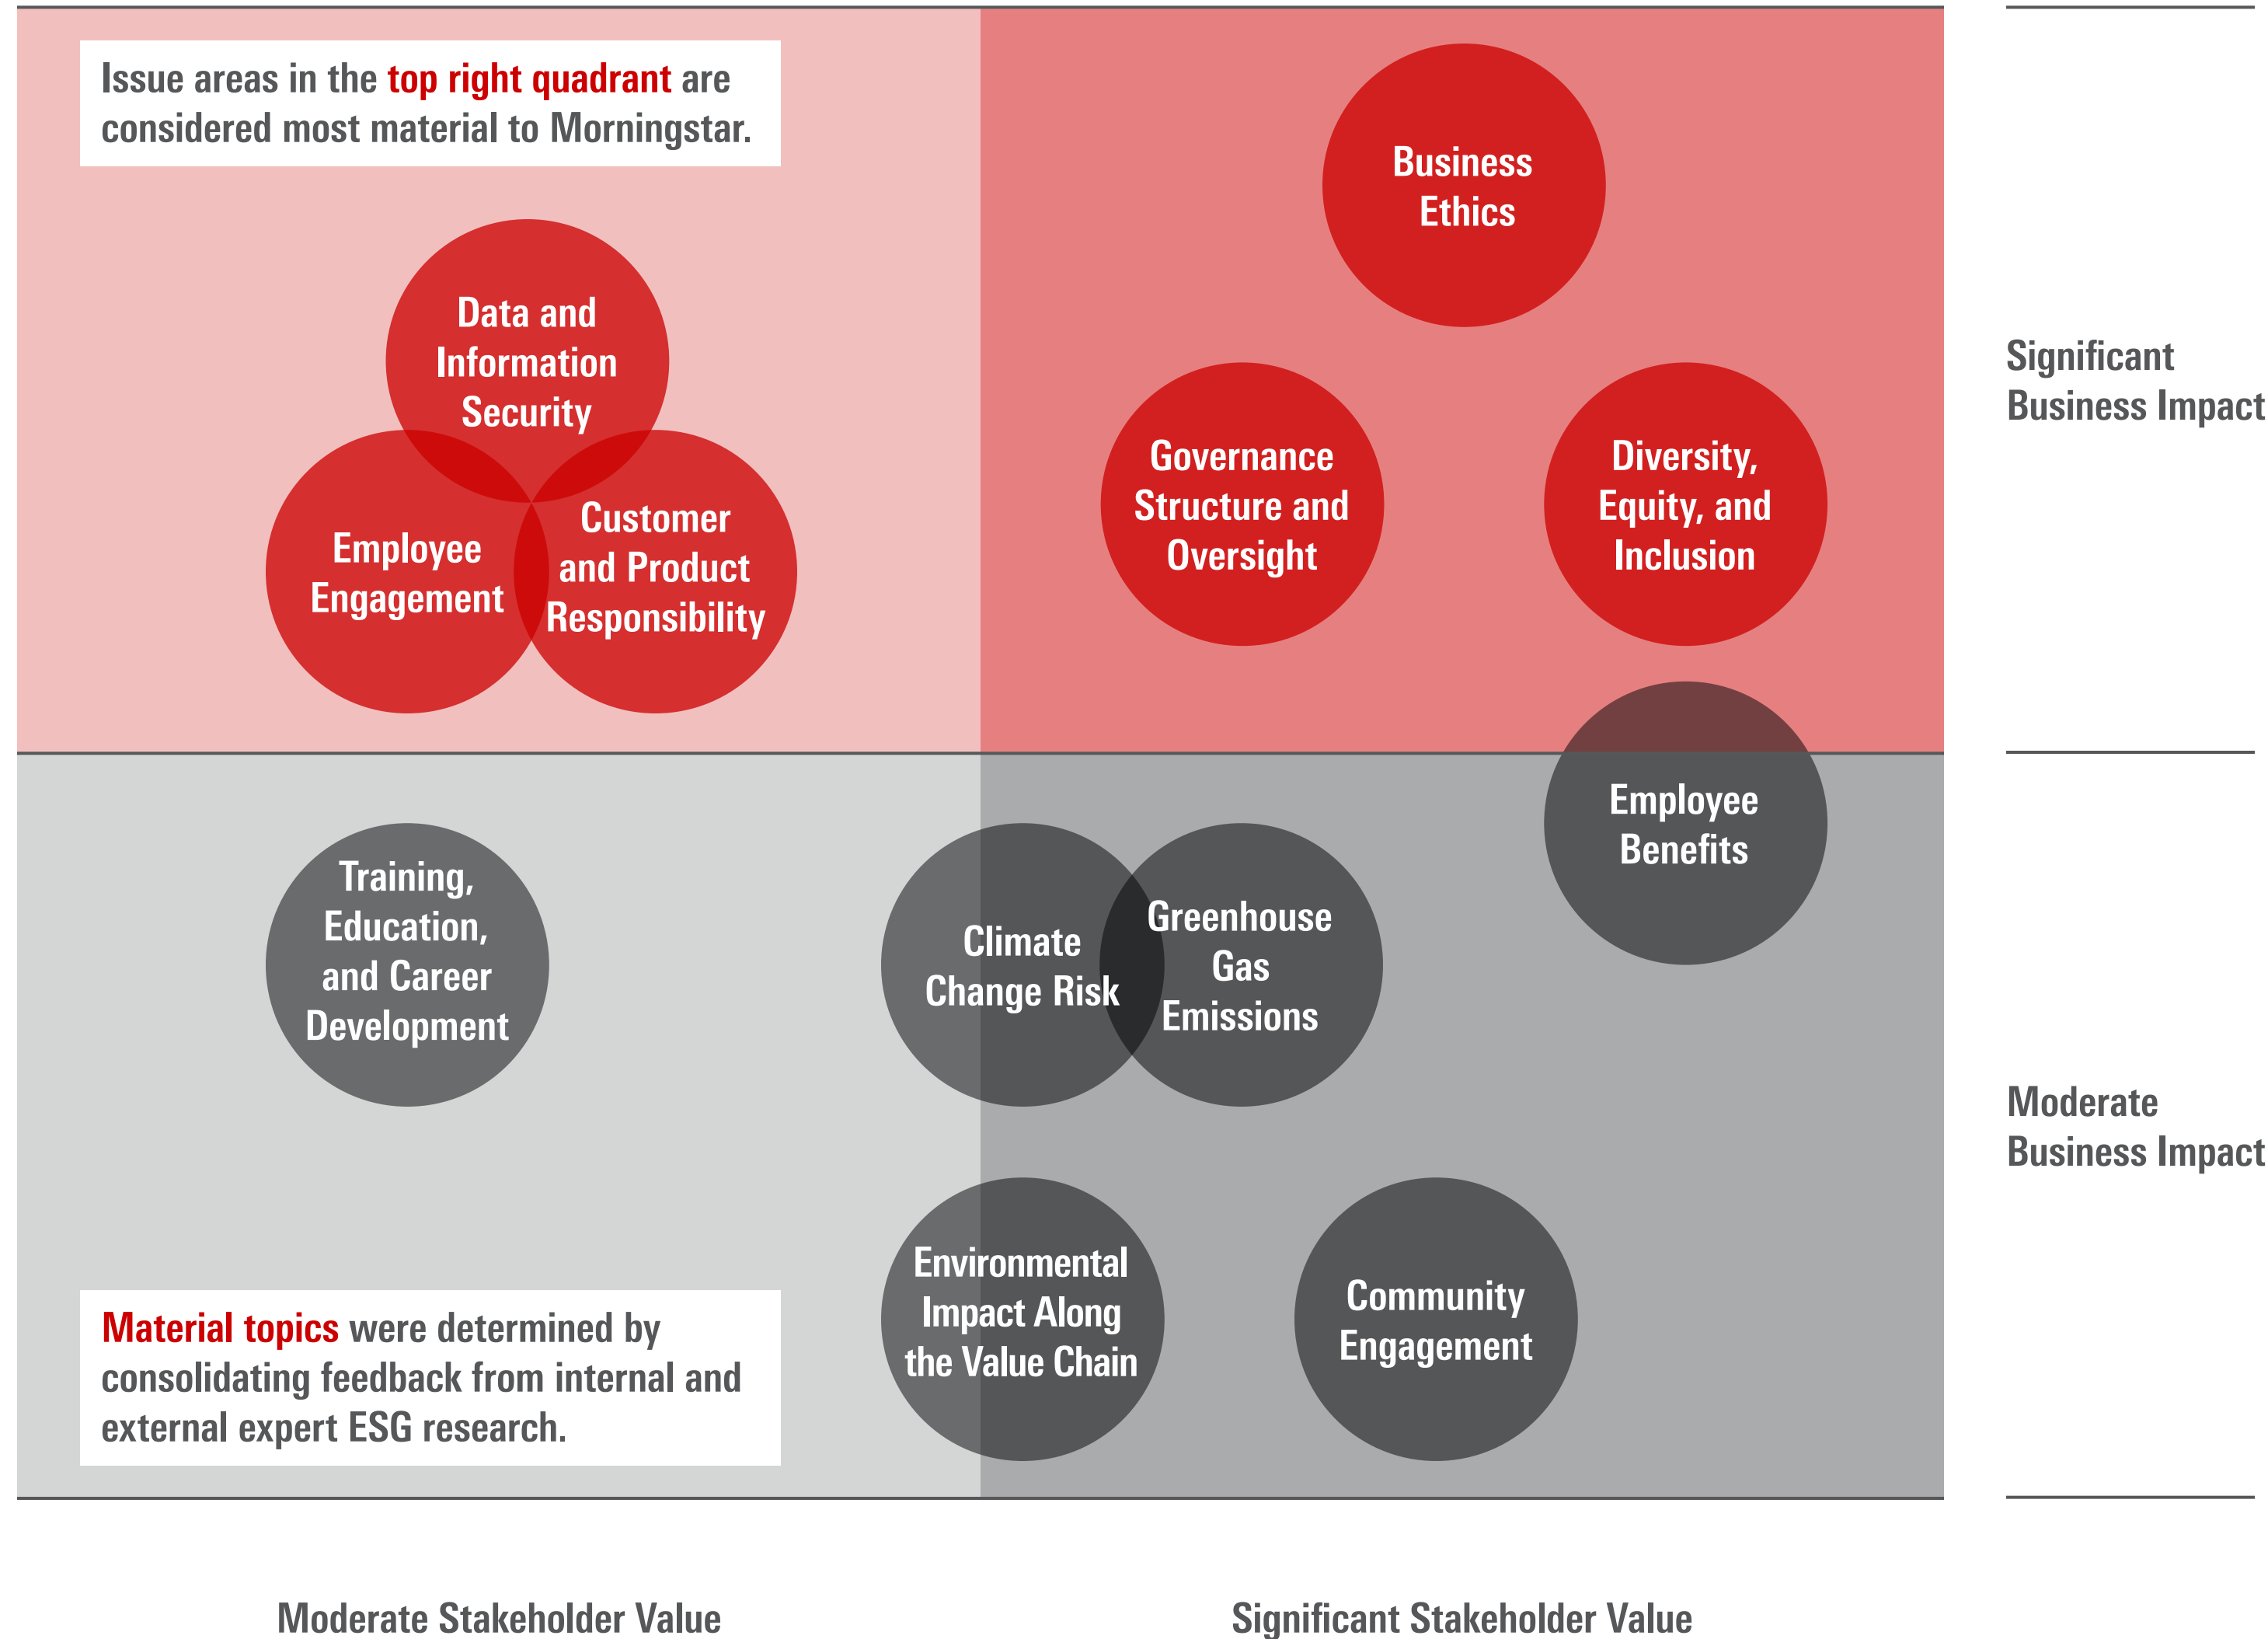 Issue areas in the top right quadrant are
considered most material to Morningstar.
Business
Ethics
Data and
Information
Security
Employee
Engagement
Customer
and Product
Responsibility
Governance
Structure and
Oversight
Diversity,
Equity, and
Inclusion
Significant
Business Impact
Employee
Benefits
Training,
Education,
and Career
Development
Climate
Change Risk
Greenhouse
Gas
Emissions
Moderate
Business Impact
Environmental
Impact Along
the Value Chain
Community
Engagement
Material topics were determined by
consolidating feedback from internal and
external expert ESG research.
Moderate Stakeholder Value
Significant Stakeholder Value